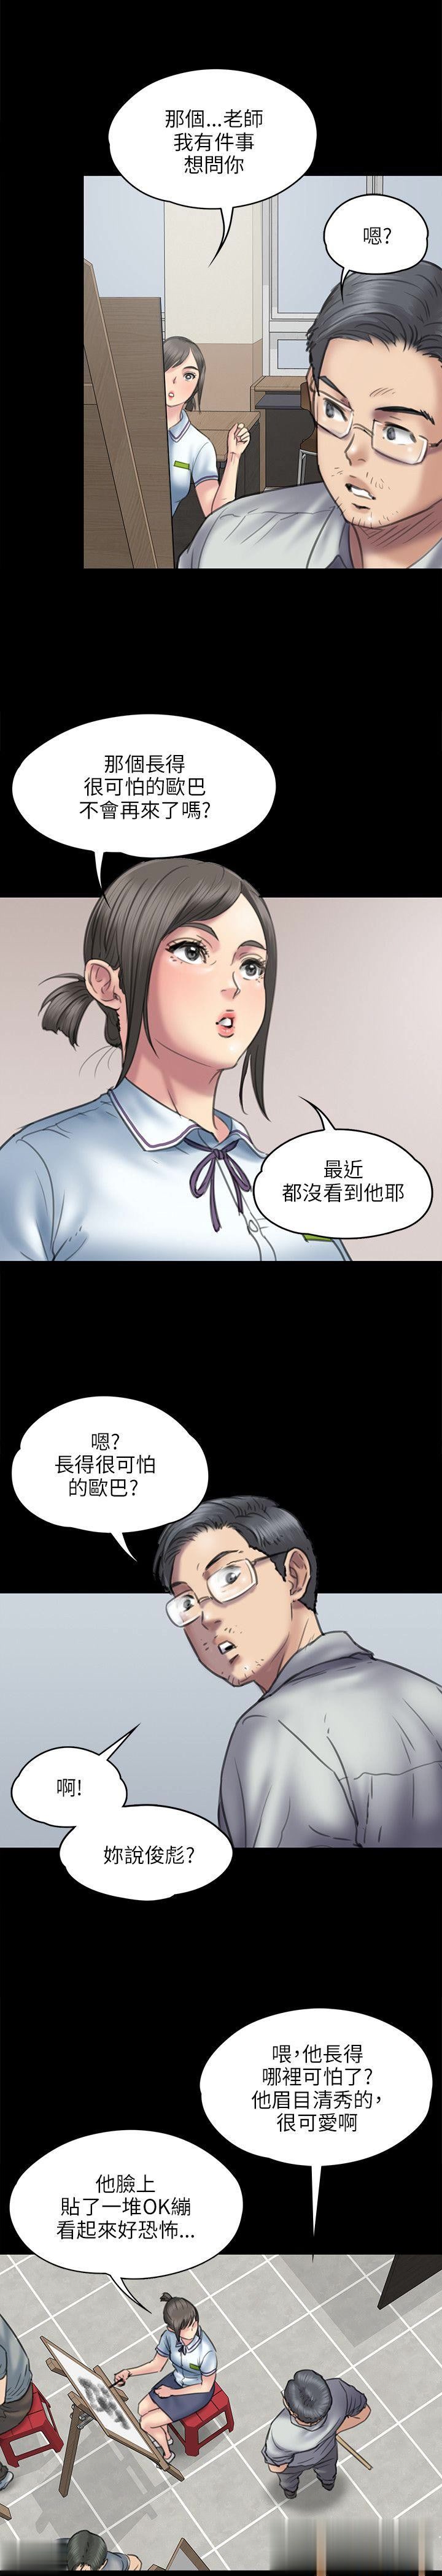 那個...老師
我有件事
想問你
嗯?
那個長得
很可怕的歐巴
不會再來了嗎?
最近
都沒看到他耶
嗯?
長得很可怕
的歐巴?
啊!
妳說俊彪?
喂,他長得
哪裡可怕了?
他眉目清秀的,
很可愛啊
他臉上
貼了一堆OK繃
看起來好恐怖...